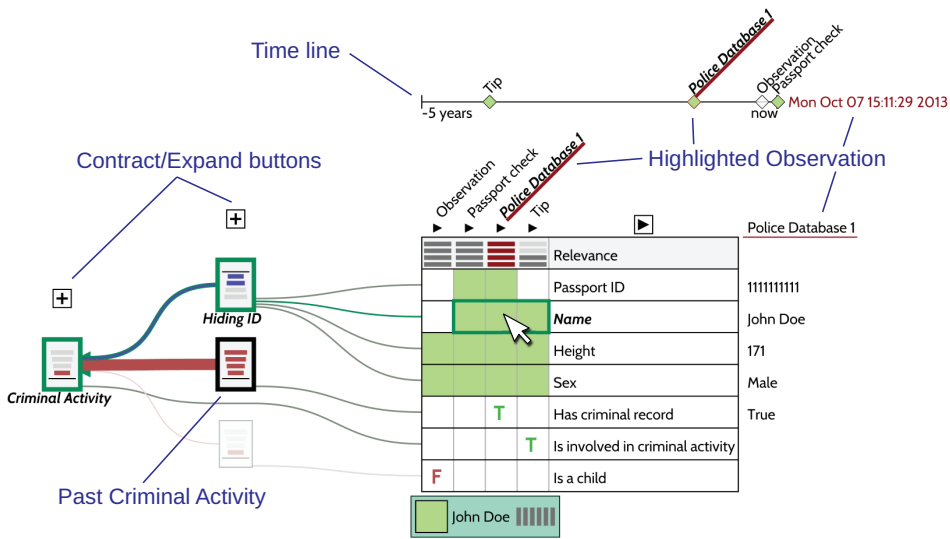 Time line
Tip
Police Database 1
Observation
Passport check
-5 years
now
Mon Oct 07 15:11:29 2013
Contract/Expand buttons
Highlighted Observation
Observation
Passport check
Police Database 1
Tip
Police Database 1
Relevance
Passport ID
1111111111
Hiding ID
Name
John Doe
Height
171
Criminal Activity
Sex
Male
T
Has criminal record
True
T
Is involved in criminal activity
F
Is a child
Past Criminal Activity
John Doe